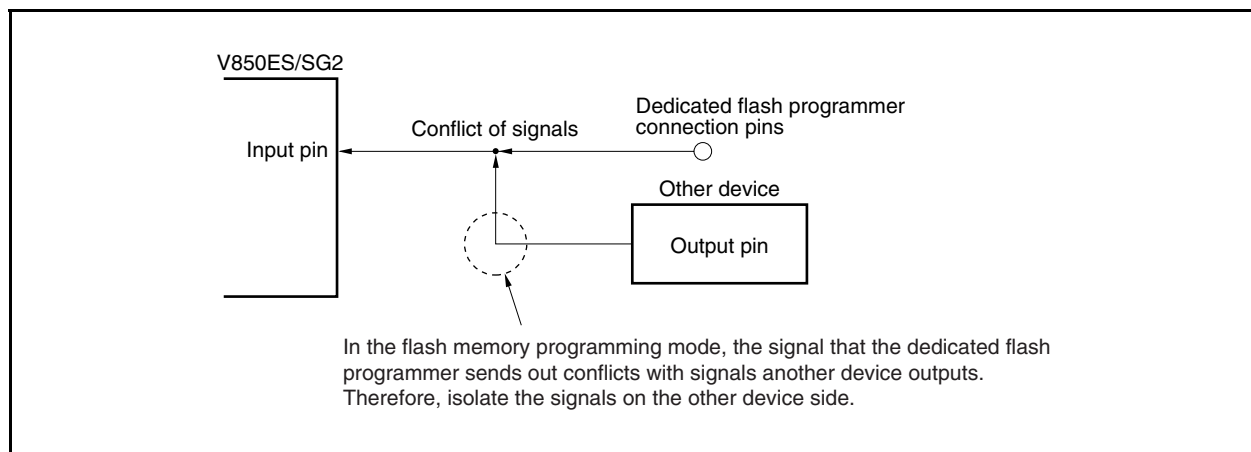 V850ES/SG2
Dedicated flash programmer
connection pins
Conflict of signals
Input pin
Other device
Output pin
In the flash memory programming mode, the signal that the dedicated flash
programmer sends out conflicts with signals another device outputs.
Therefore, isolate the signals on the other device side.